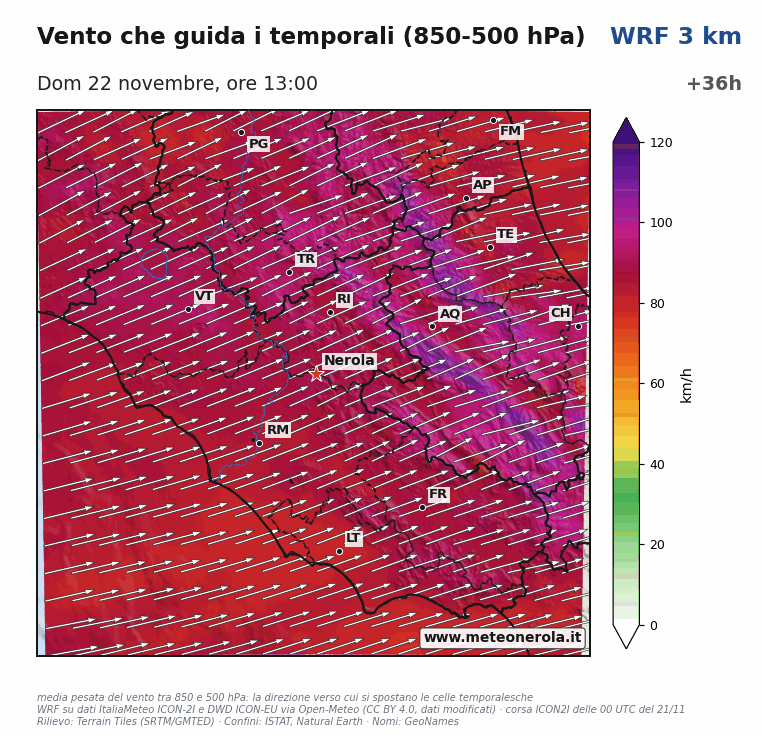 Vento che guida i temporali (850-500 hPa) WRF 3 km
Dom 22 novembre, ore 13:00 +36h
PG
FM
AP
TE
TR
VT
RI
AQ
CH
Nerola
RM
FR
LT
www.meteonerola.it
120
100
80
60
40
20
0
km/h
media pesata del vento tra 850 e 500 hPa: la direzione verso cui si spostano le celle temporalesche
WRF su dati ItaliaMeteo ICON-2I e DWD ICON-EU via Open-Meteo (CC BY 4.0, dati modificati) · corsa ICON2I delle 00 UTC del 21/11
Rilievo: Terrain Tiles (SRTM/GMTED) · Confini: ISTAT, Natural Earth · Nomi: GeoNames